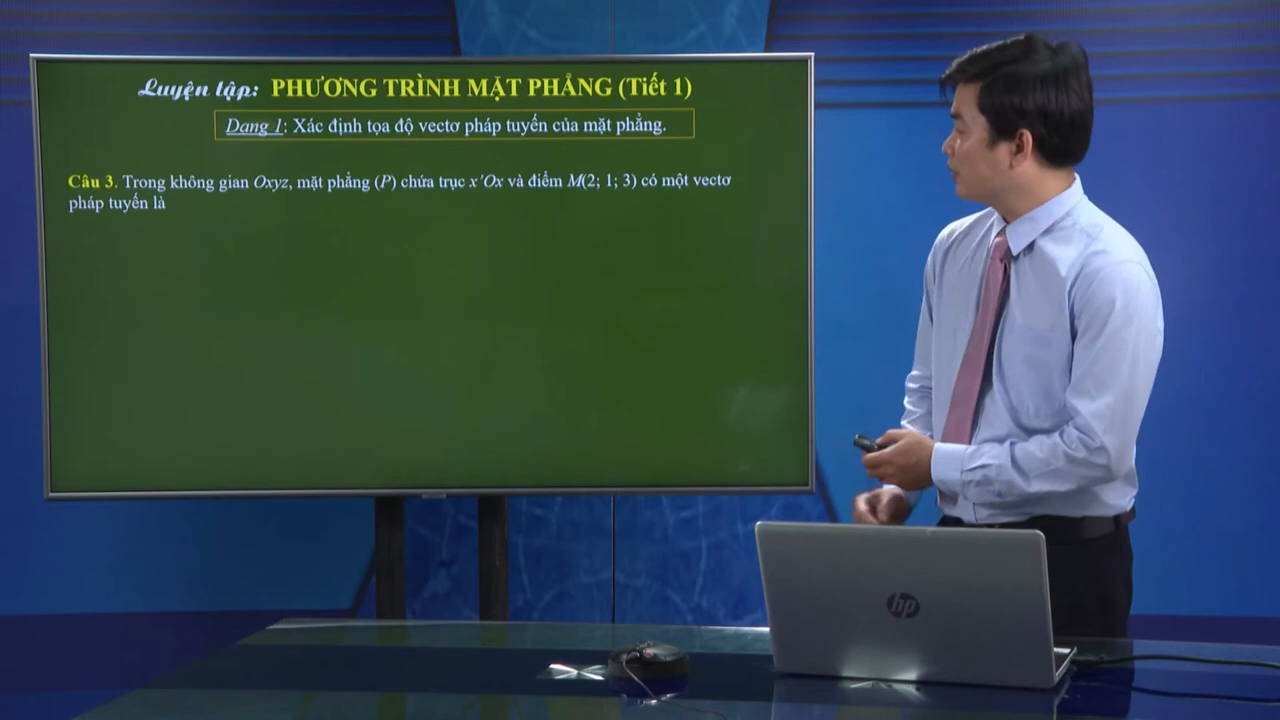 Luyện tập: PHƯƠNG TRÌNH MẶT PHẲNG (Tiết 1)
Dạng 1: Xác định tọa độ vectơ pháp tuyến của mặt phẳng.
Câu 3. Trong không gian Oxyz, mặt phẳng (P) chứa trục x'Ox và điểm M(2; 1; 3) có một vectơ
pháp tuyến là
hp